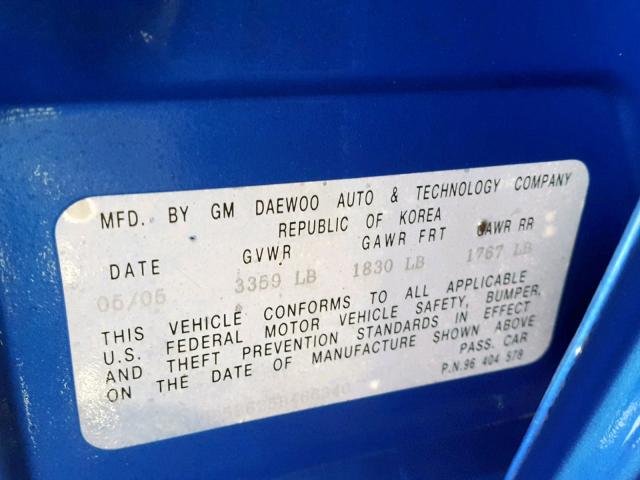 MFD. BY GM DAEWOO AUTO & TECHNOLOGY COMPANY
REPUBLIC OF KOREA
DATE GVWR GAWR FRT GAWR RR
05/05 3359 LB 1830 LB 1767 LB
THIS VEHICLE CONFORMS TO ALL APPLICABLE
U.S. FEDERAL MOTOR VEHICLE SAFETY, BUMPER,
AND THEFT PREVENTION STANDARDS IN EFFECT
ON THE DATE OF MANUFACTURE SHOWN ABOVE
PASS. CAR
P.N.96 404 578